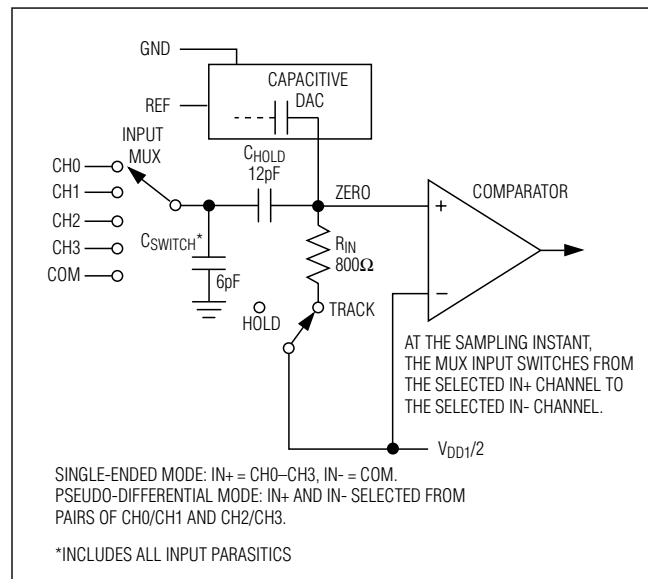 GND
CAPACITIVE
DAC
REF
INPUT
MUX
CHOLD
12pF
CH0
CH1
CH2
CH3
COM
ZERO
COMPARATOR
+
−
CSWITCH*
6pF
RIN
800Ω
HOLD
TRACK
AT THE SAMPLING INSTANT,
THE MUX INPUT SWITCHES FROM
THE SELECTED IN+ CHANNEL TO
THE SELECTED IN- CHANNEL.
VDD1/2
SINGLE-ENDED MODE: IN+ = CH0–CH3, IN- = COM.
PSEUDO-DIFFERENTIAL MODE: IN+ AND IN- SELECTED FROM
PAIRS OF CH0/CH1 AND CH2/CH3.
*INCLUDES ALL INPUT PARASITICS